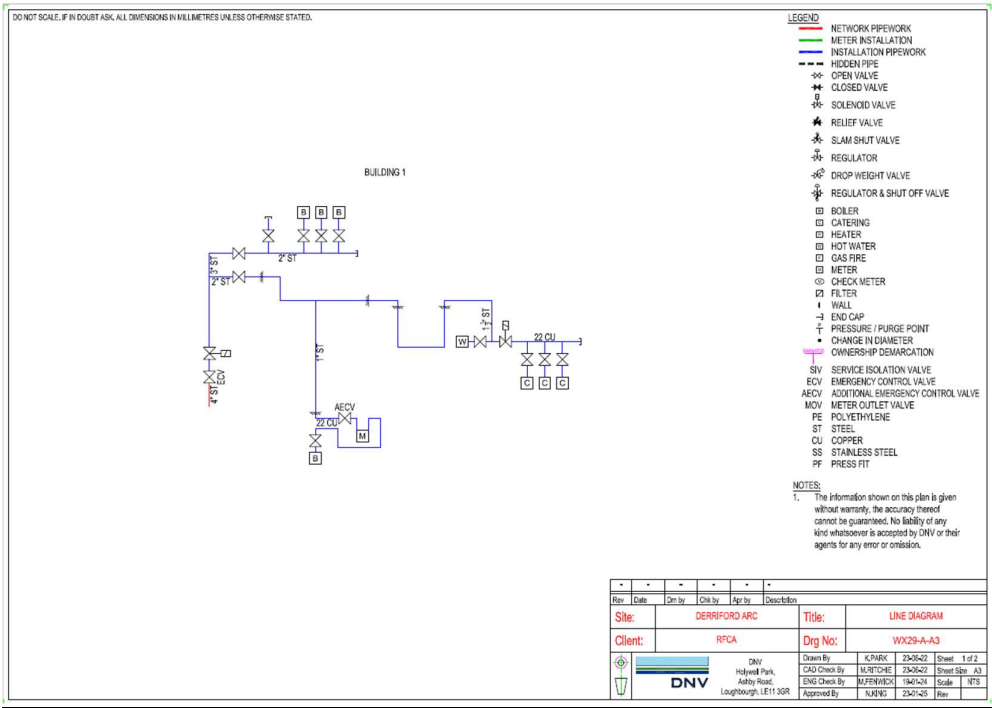 DO NOT SCALE, IF IN DOUBT ASK. ALL DIMENSIONS IN MILLIMETRES UNLESS OTHERWISE STATED.
BUILDING 1
B B B
2" ST
3" ST
2" ST
1" ST
1 1/2" ST
W
22 CU
C C C
ECV
4" ST
AECV
22 CU
M
B
LEGEND
NETWORK PIPEWORK
METER INSTALLATION
INSTALLATION PIPEWORK
HIDDEN PIPE
OPEN VALVE
CLOSED VALVE
SOLENOID VALVE
RELIEF VALVE
SLAM SHUT VALVE
REGULATOR
DROP WEIGHT VALVE
REGULATOR & SHUT OFF VALVE
BOILER
CATERING
HEATER
HOT WATER
GAS FIRE
METER
CHECK METER
FILTER
WALL
END CAP
PRESSURE / PURGE POINT
CHANGE IN DIAMETER
OWNERSHIP DEMARCATION
SIV SERVICE ISOLATION VALVE
ECV EMERGENCY CONTROL VALVE
AECV ADDITIONAL EMERGENCY CONTROL VALVE
MOV METER OUTLET VALVE
PE POLYETHYLENE
ST STEEL
CU COPPER
SS STAINLESS STEEL
PF PRESS FIT
NOTES:
1. The information shown on this plan is given
without warranty, the accuracy thereof
cannot be guaranteed. No liability of any
kind whatsoever is accepted by DNV or their
agents for any error or omission.
- - - - - -
Rev Date Drn by Chk by Apr by Description
Site: DERRIFORD ARC Title: LINE DIAGRAM
Client: RFCA Drg No: WX29-A-A3
DNV
DNV
Holywell Park,
Ashby Road,
Loughbourgh, LE11 3GR
Drawn By K.PARK 23-06-22 Sheet 1 of 2
CAD Check By M.RITCHIE 23-06-22 Sheet Size A3
ENG Check By M.FENWICK 19-01-24 Scale NTS
Approved By N.KING 23-01-25 Rev